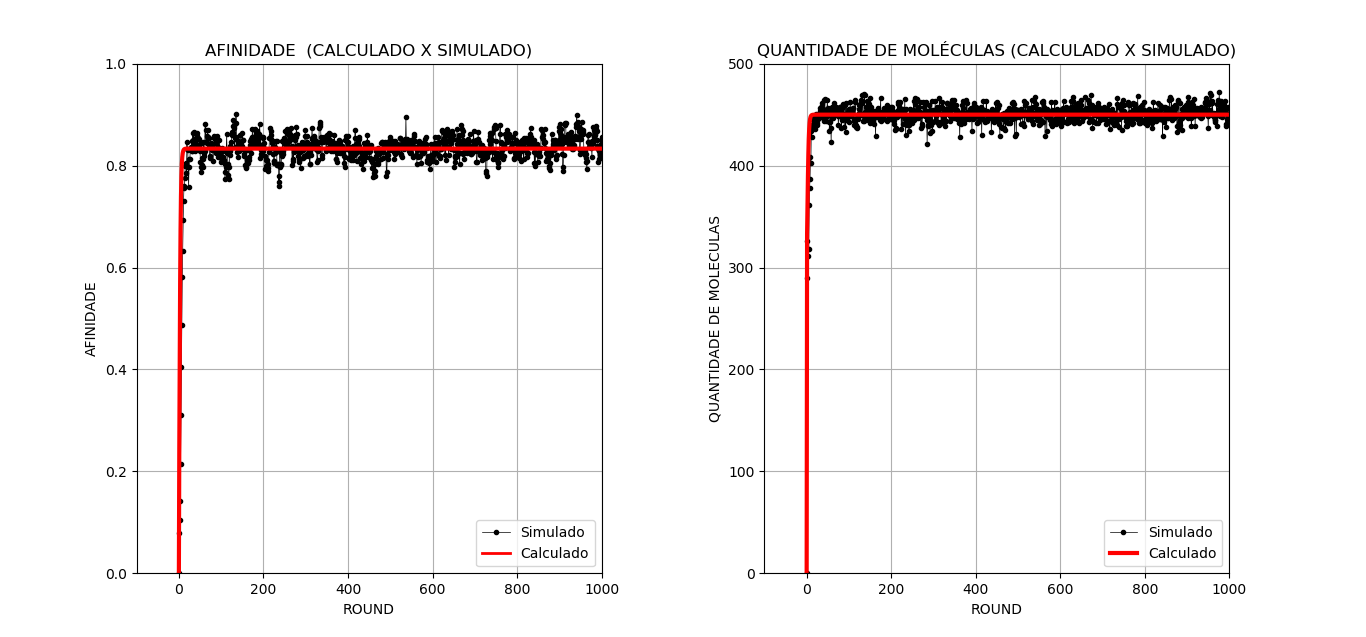 AFINIDADE  (CALCULADO X SIMULADO)
1.0
0.8
0.6
0.4
0.2
0.0
AFINIDADE
0
200
400
600
800
1000
ROUND
Simulado
Calculado
QUANTIDADE DE MOLÉCULAS (CALCULADO X SIMULADO)
500
400
300
200
100
0
QUANTIDADE DE MOLECULAS
0
200
400
600
800
1000
ROUND
Simulado
Calculado